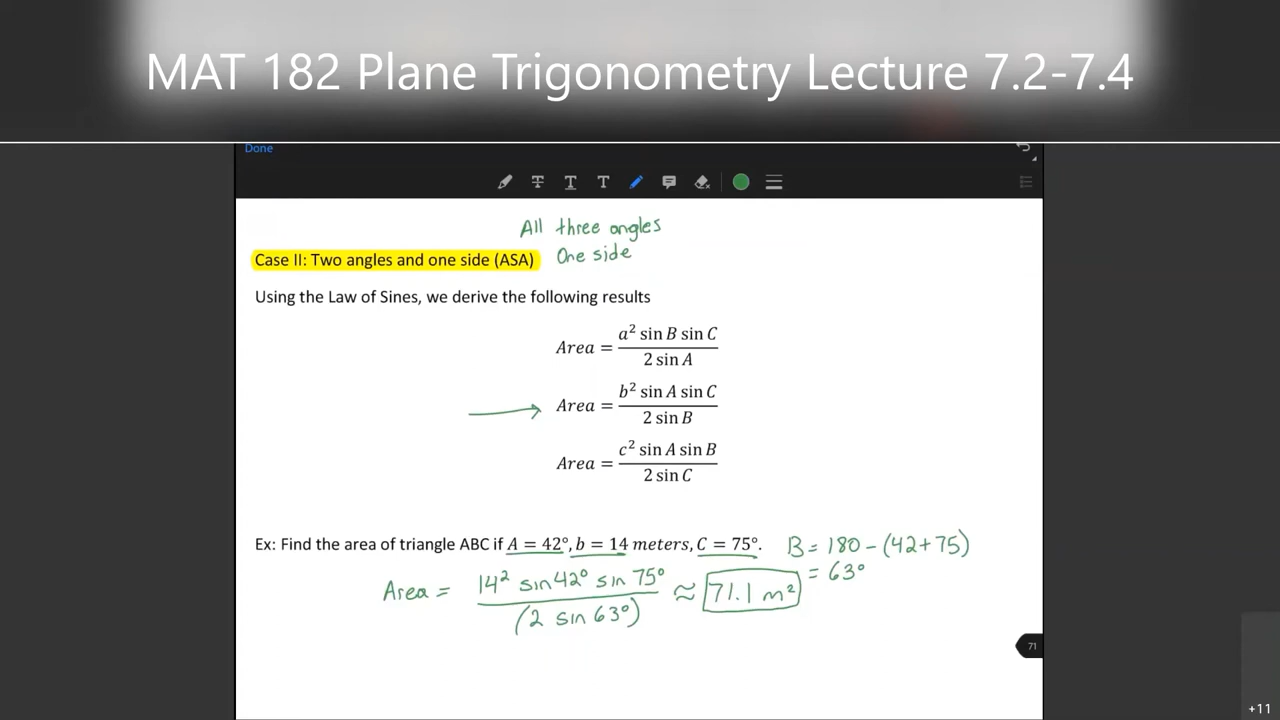 MAT 182 Plane Trigonometry Lecture 7.2-7.4
Done
All three angles
Case II: Two angles and one side (ASA) One side
Using the Law of Sines, we derive the following results
Area = a² sin B sin C / 2 sin A
Area = b² sin A sin C / 2 sin B
Area = c² sin A sin B / 2 sin C
Ex: Find the area of triangle ABC if A = 42°, b = 14 meters, C = 75°. B = 180 - (42+75)
= 63°
Area = 14² sin 42° sin 75° / (2 sin 63°) ≈ 71.1 m²
71
+11